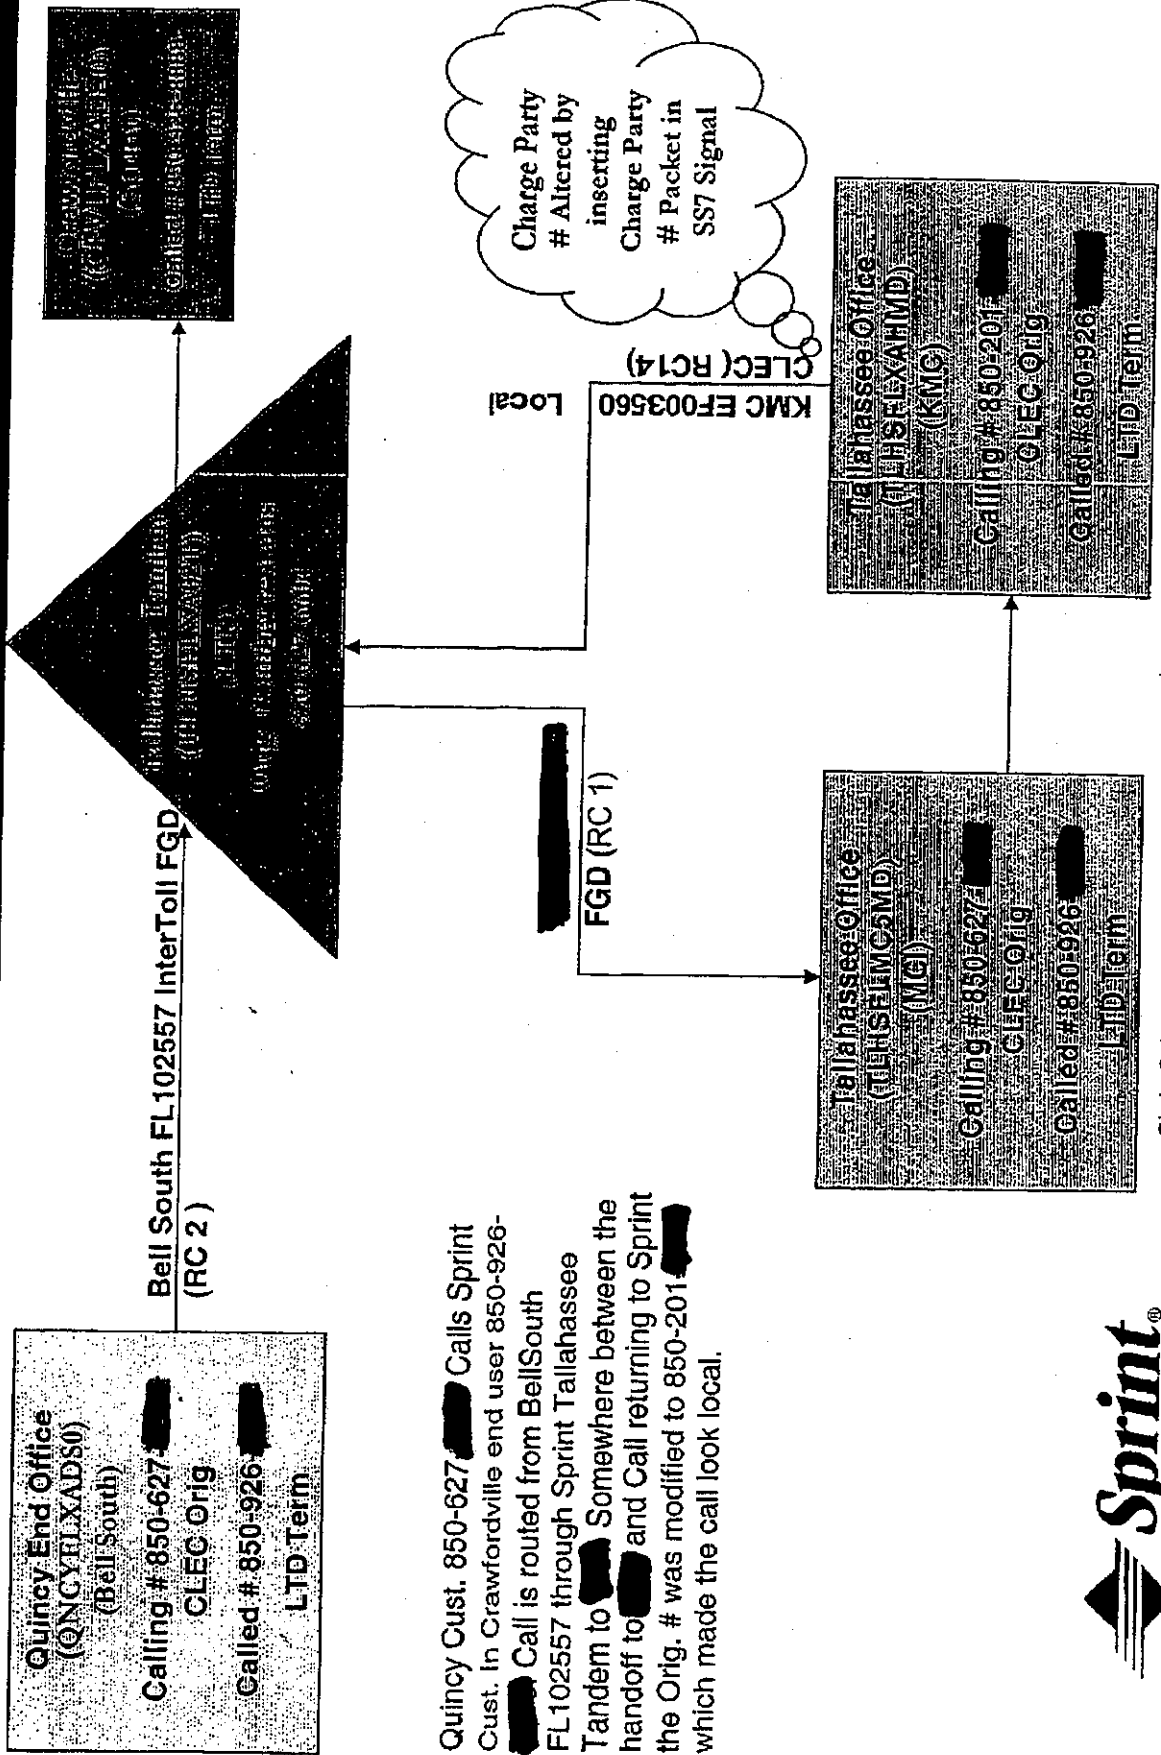 Quincy End Office
(QNCYFLXADS0)
(Bell South)
Calling # 850-627-
CLEC Orig
Called # 850-926-
LTD Term
Bell South FL102557 InterToll FGD
(RC 2 )
Tallahassee Tandem
Called #
LTD Term
FGD (RC 1)
Local
KMC EF003560
CLEC( RC14)
Charge Party
# Altered by
inserting
Charge Party
# Packet in
SS7 Signal
Tallahassee Office
(TLHSFLMC5MD)
(MCI)
Calling # 850-627-
CLEC Orig
Called # 850-926-
LTD Term
Tallahassee Office
(TLHSFLXAHMD)
(KMC)
Calling # 850-201-
CLEC Orig
Called # 850-926-
LTD Term
Quincy Cust. 850-627- Calls Sprint
Cust. In Crawfordville end user 850-926-
Call is routed from BellSouth
FL102557 through Sprint Tallahassee
Tandem to Somewhere between the
handoff to and Call returning to Sprint
the Orig. # was modified to 850-201-
which made the call look local.
Sprint®